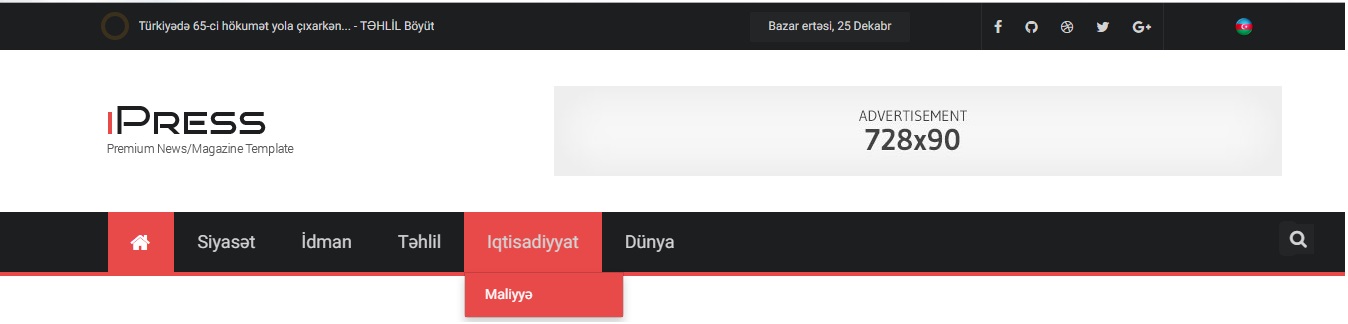 Türkiyədə 65-ci hökumət yola çıxarkən... - TƏHLİL Böyüt
Bazar ertəsi, 25 Dekabr
iPress
Premium News/Magazine Template
ADVERTISEMENT
728x90
Siyasət İdman Təhlil Iqtisadiyyat Dünya
Maliyyə